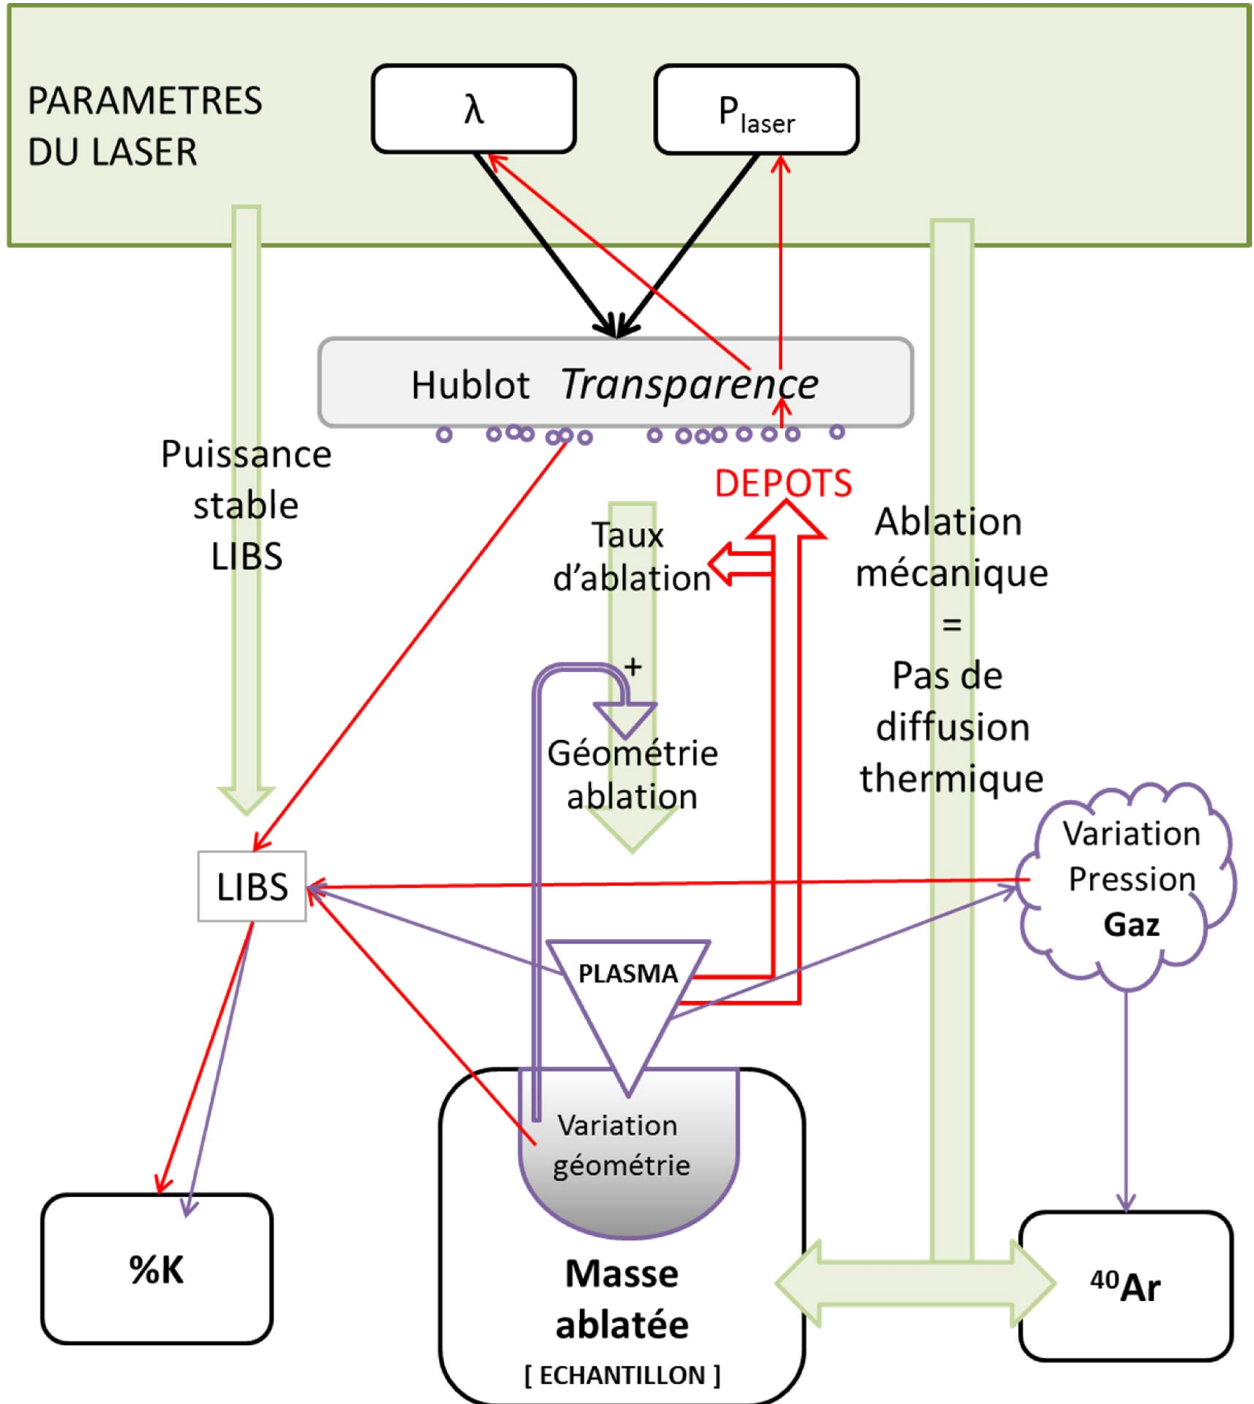 PARAMETRES
DU LASER
λ
P_laser
Hublot Transparence
Puissance
stable
LIBS
DEPOTS
Taux
d’ablation
+
Géométrie
ablation
Ablation
mécanique
=
Pas de
diffusion
thermique
Variation
Pression
Gaz
LIBS
PLASMA
Variation
géométrie
Masse
ablatée
[ ECHANTILLON ]
%K
⁴⁰Ar